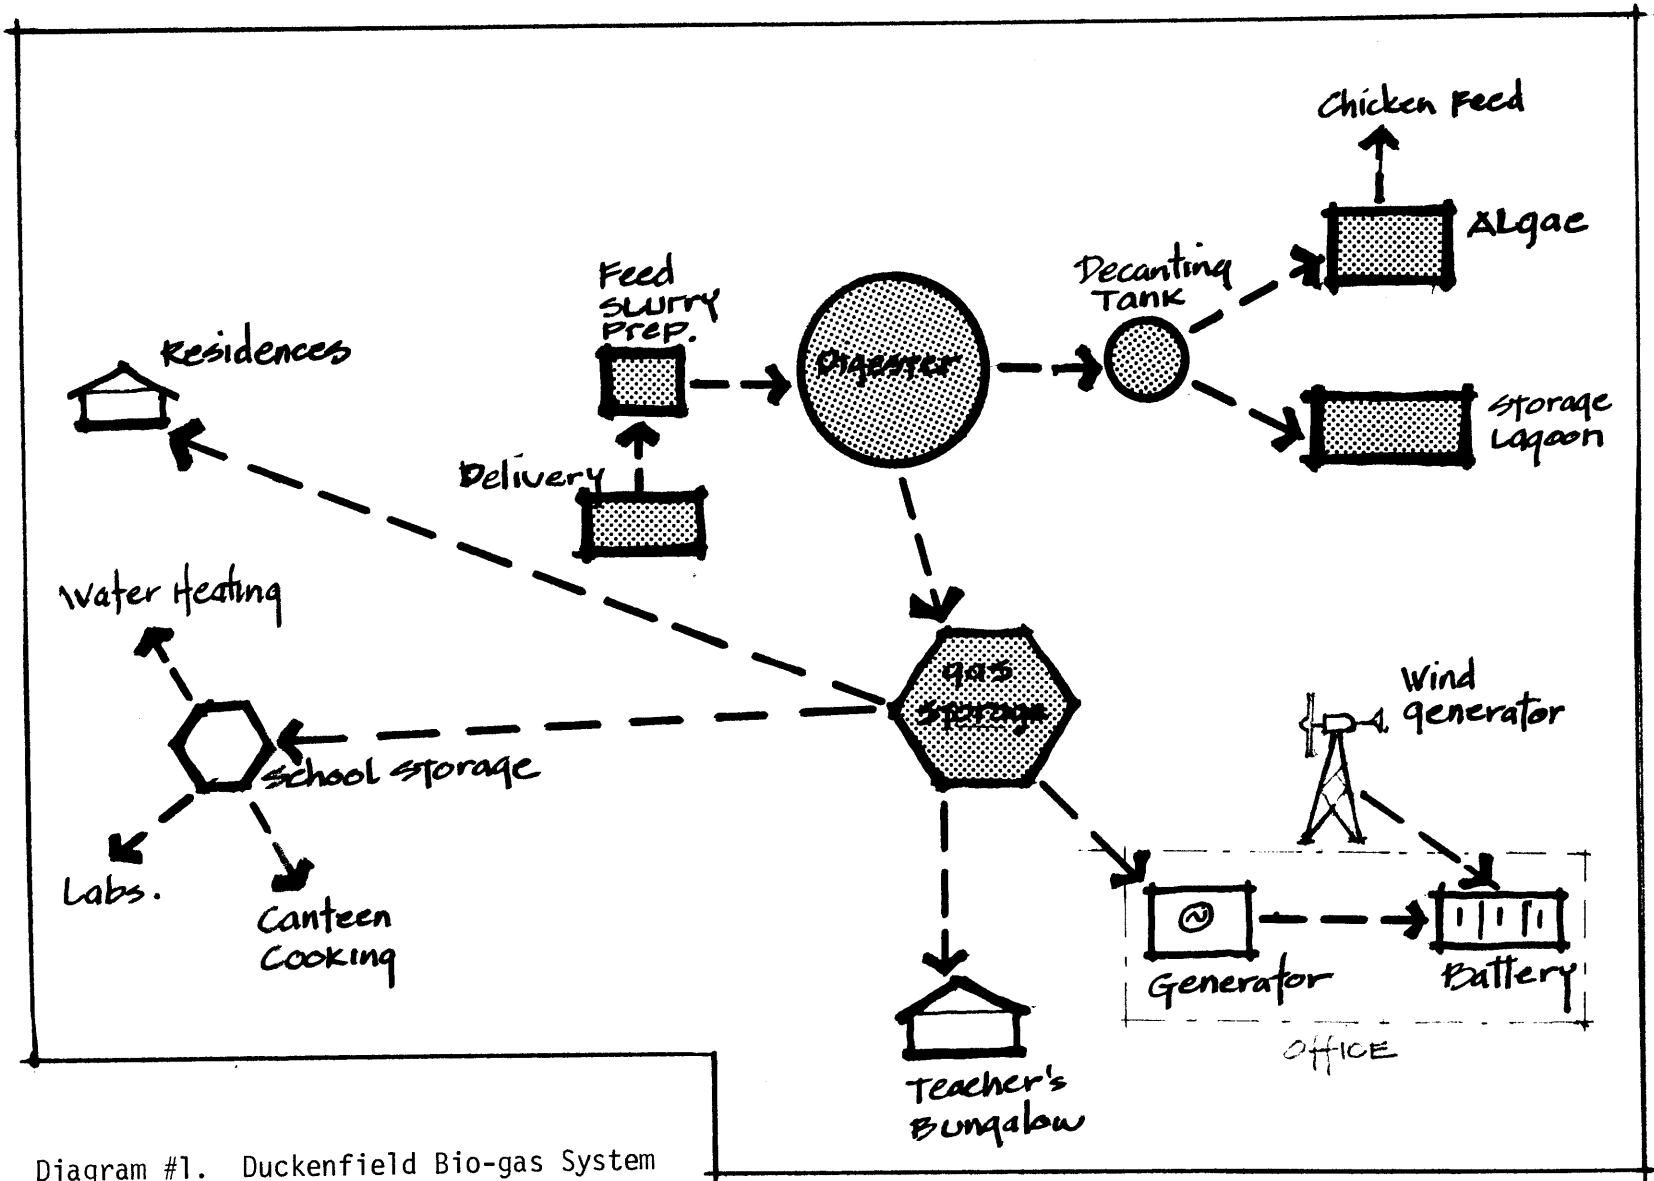 Chicken Feed
Algae
Decanting
Tank
Feed
Slurry
Prep.
Digester
Residences
Storage
Lagoon
Delivery
Water Heating
Gas
Storage
Wind
Generator
School Storage
Labs.
Canteen
Cooking
Generator
Battery
OFFICE
Teacher's
Bungalow
Diagram #1. Duckenfield Bio-gas System